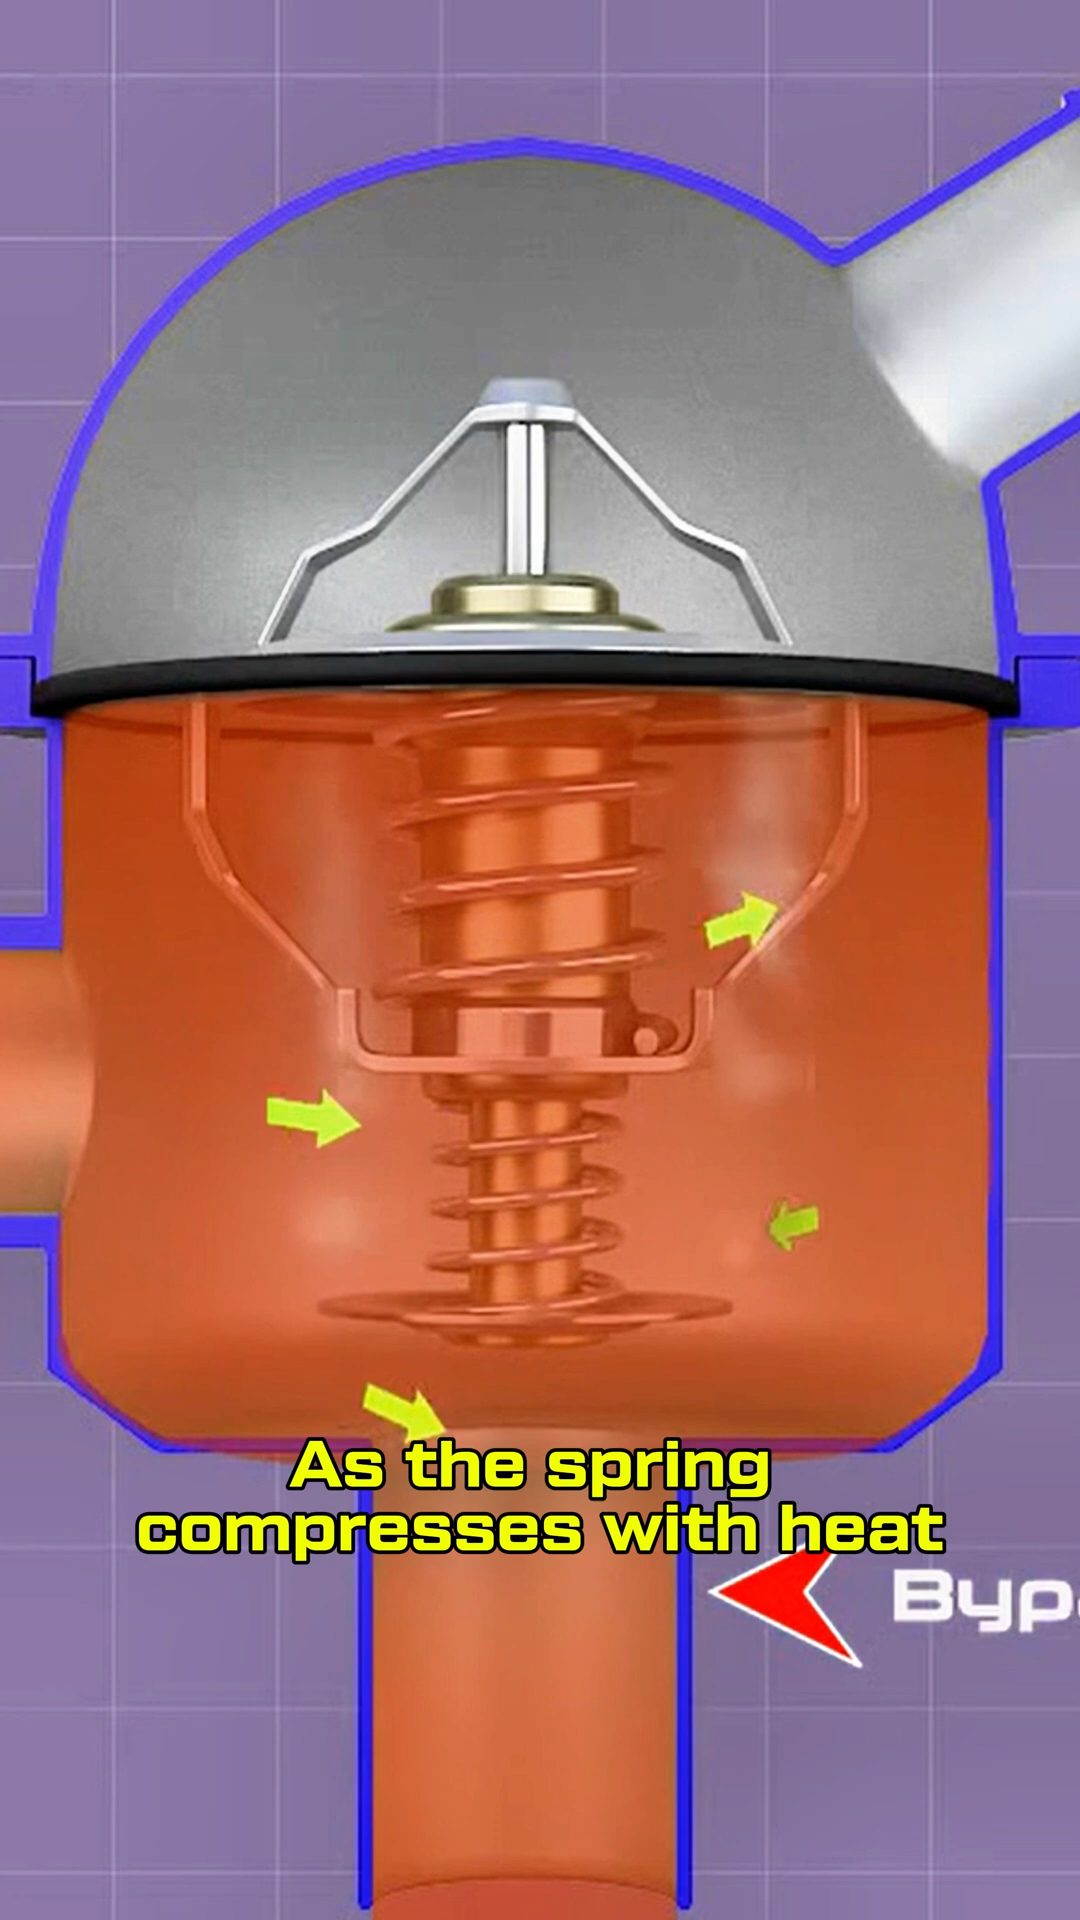 As the spring
compresses with heat